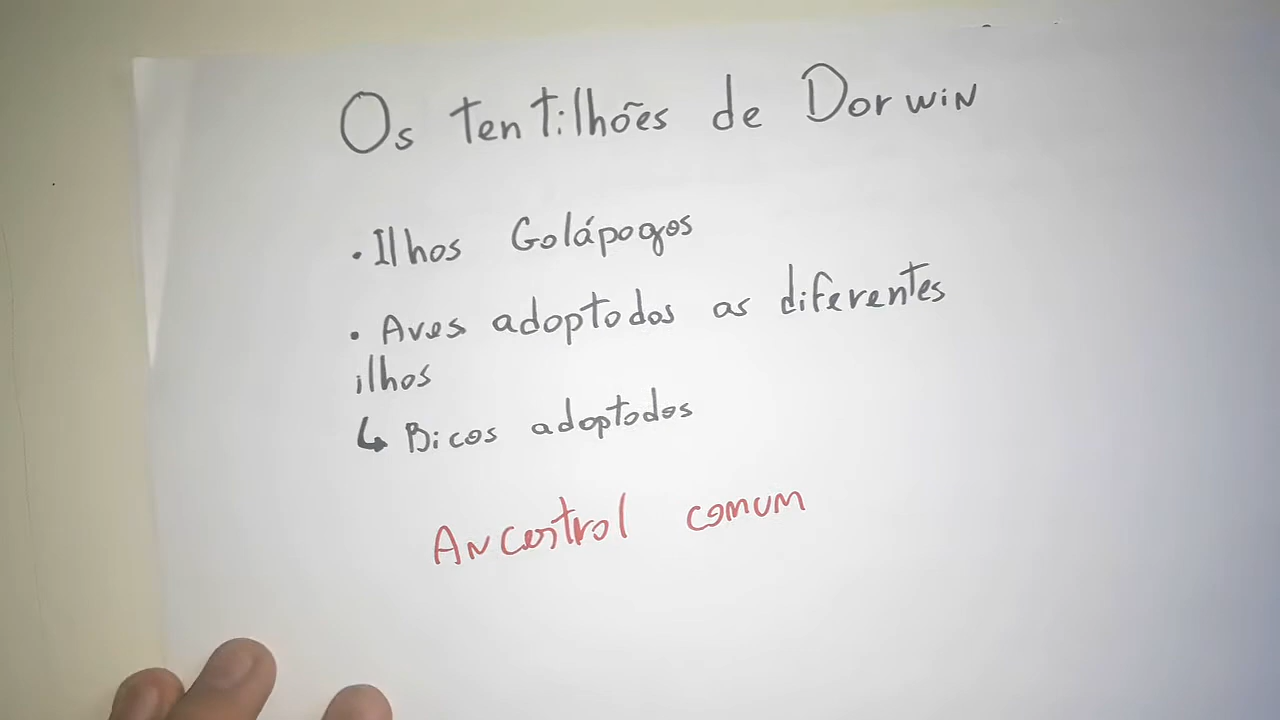 Os tentilhões de Darwin
• Ilhas Galápagos
• Aves adaptadas as diferentes
ilhas
↳ Bicos adaptados
Ancestral comum